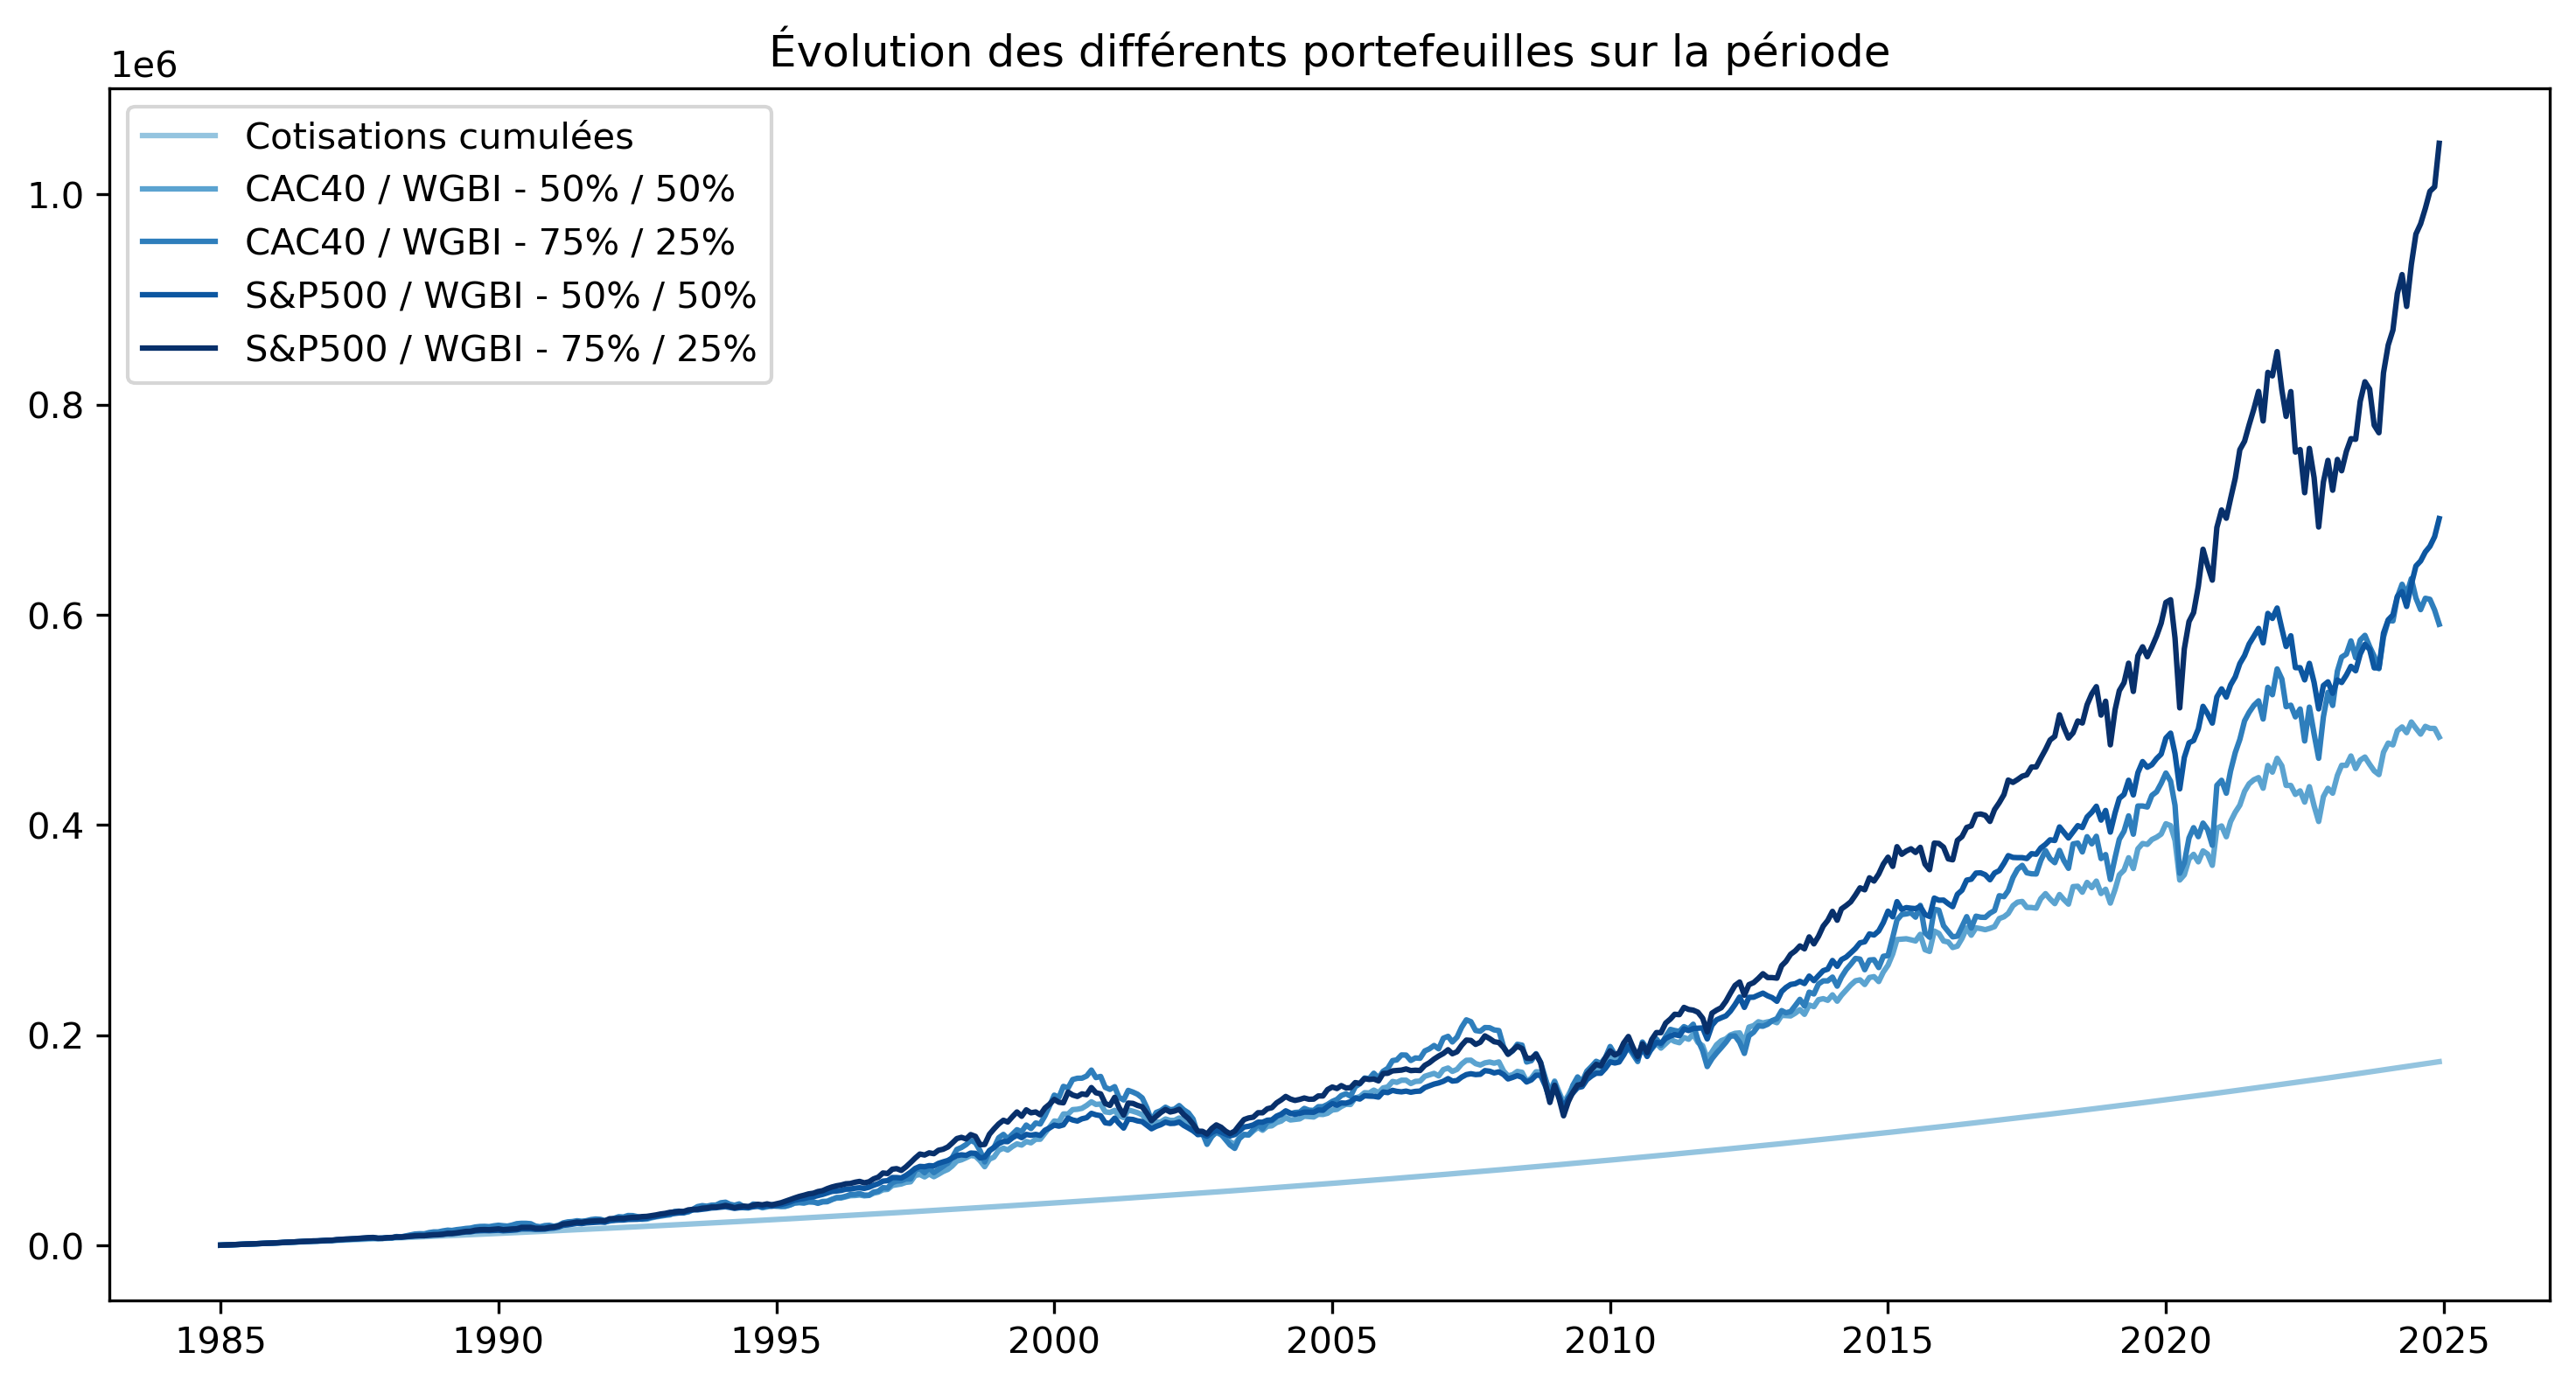 Évolution des différents portefeuilles sur la période
1e6
Cotisations cumulées
CAC40 / WGBI - 50% / 50%
CAC40 / WGBI - 75% / 25%
S&P500 / WGBI - 50% / 50%
S&P500 / WGBI - 75% / 25%
1.0
0.8
0.6
0.4
0.2
0.0
1985 1990 1995 2000 2005 2010 2015 2020 2025